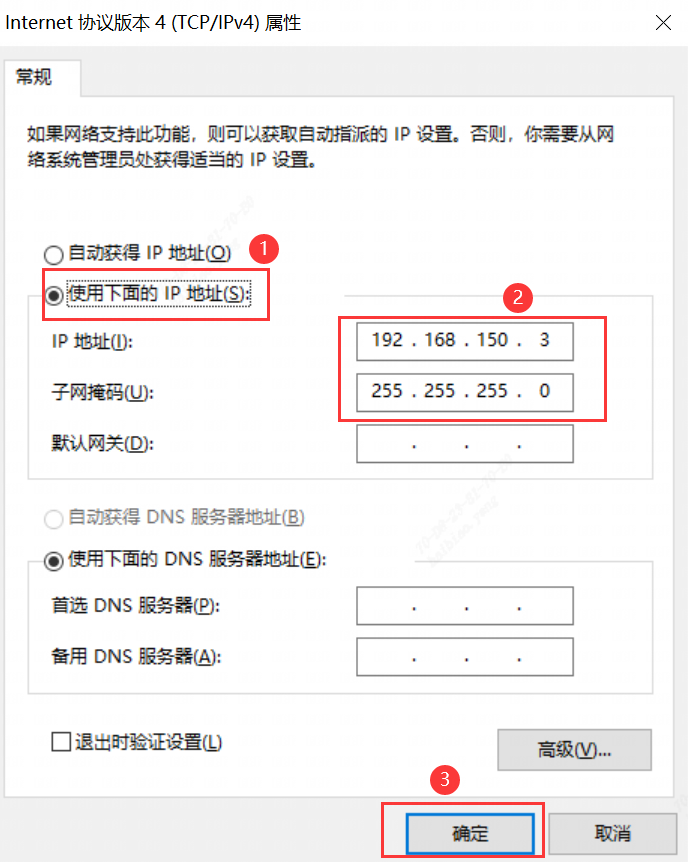 Internet 协议版本 4 (TCP/IPv4) 属性
常规
如果网络支持此功能，则可以获取自动指派的 IP 设置。否则，你需要从网
络系统管理员处获得适当的 IP 设置。
自动获得 IP 地址(O)
1
使用下面的 IP 地址(S):
2
IP 地址(I):
192 . 168 . 150 . 3
子网掩码(U):
255 . 255 . 255 . 0
默认网关(D):
. . .
自动获得 DNS 服务器地址(B)
使用下面的 DNS 服务器地址(E):
首选 DNS 服务器(P):
. . .
备用 DNS 服务器(A):
. . .
退出时验证设置(L)
高级(V)...
3
确定
取消